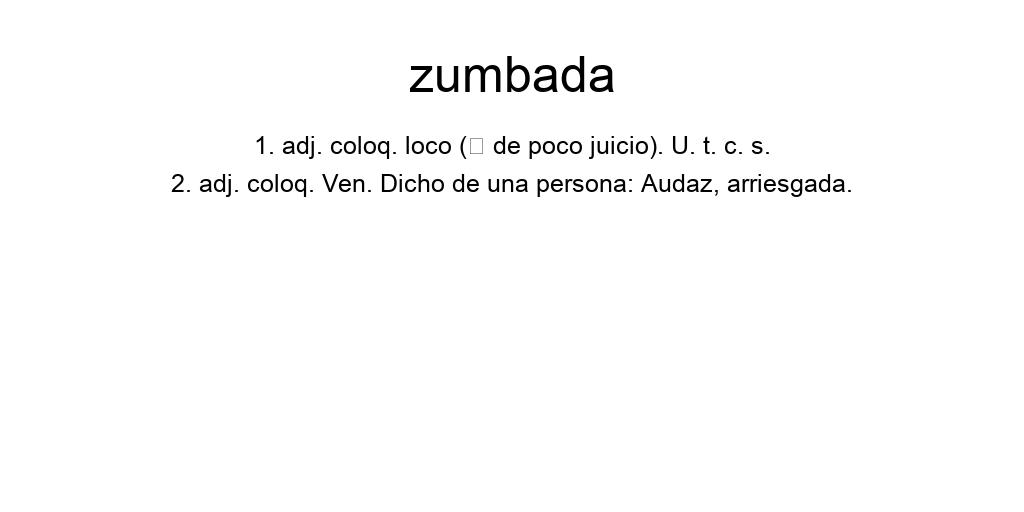 zumbada
1. adj. coloq. loco (□ de poco juicio). U. t. c. s.
2. adj. coloq. Ven. Dicho de una persona: Audaz, arriesgada.